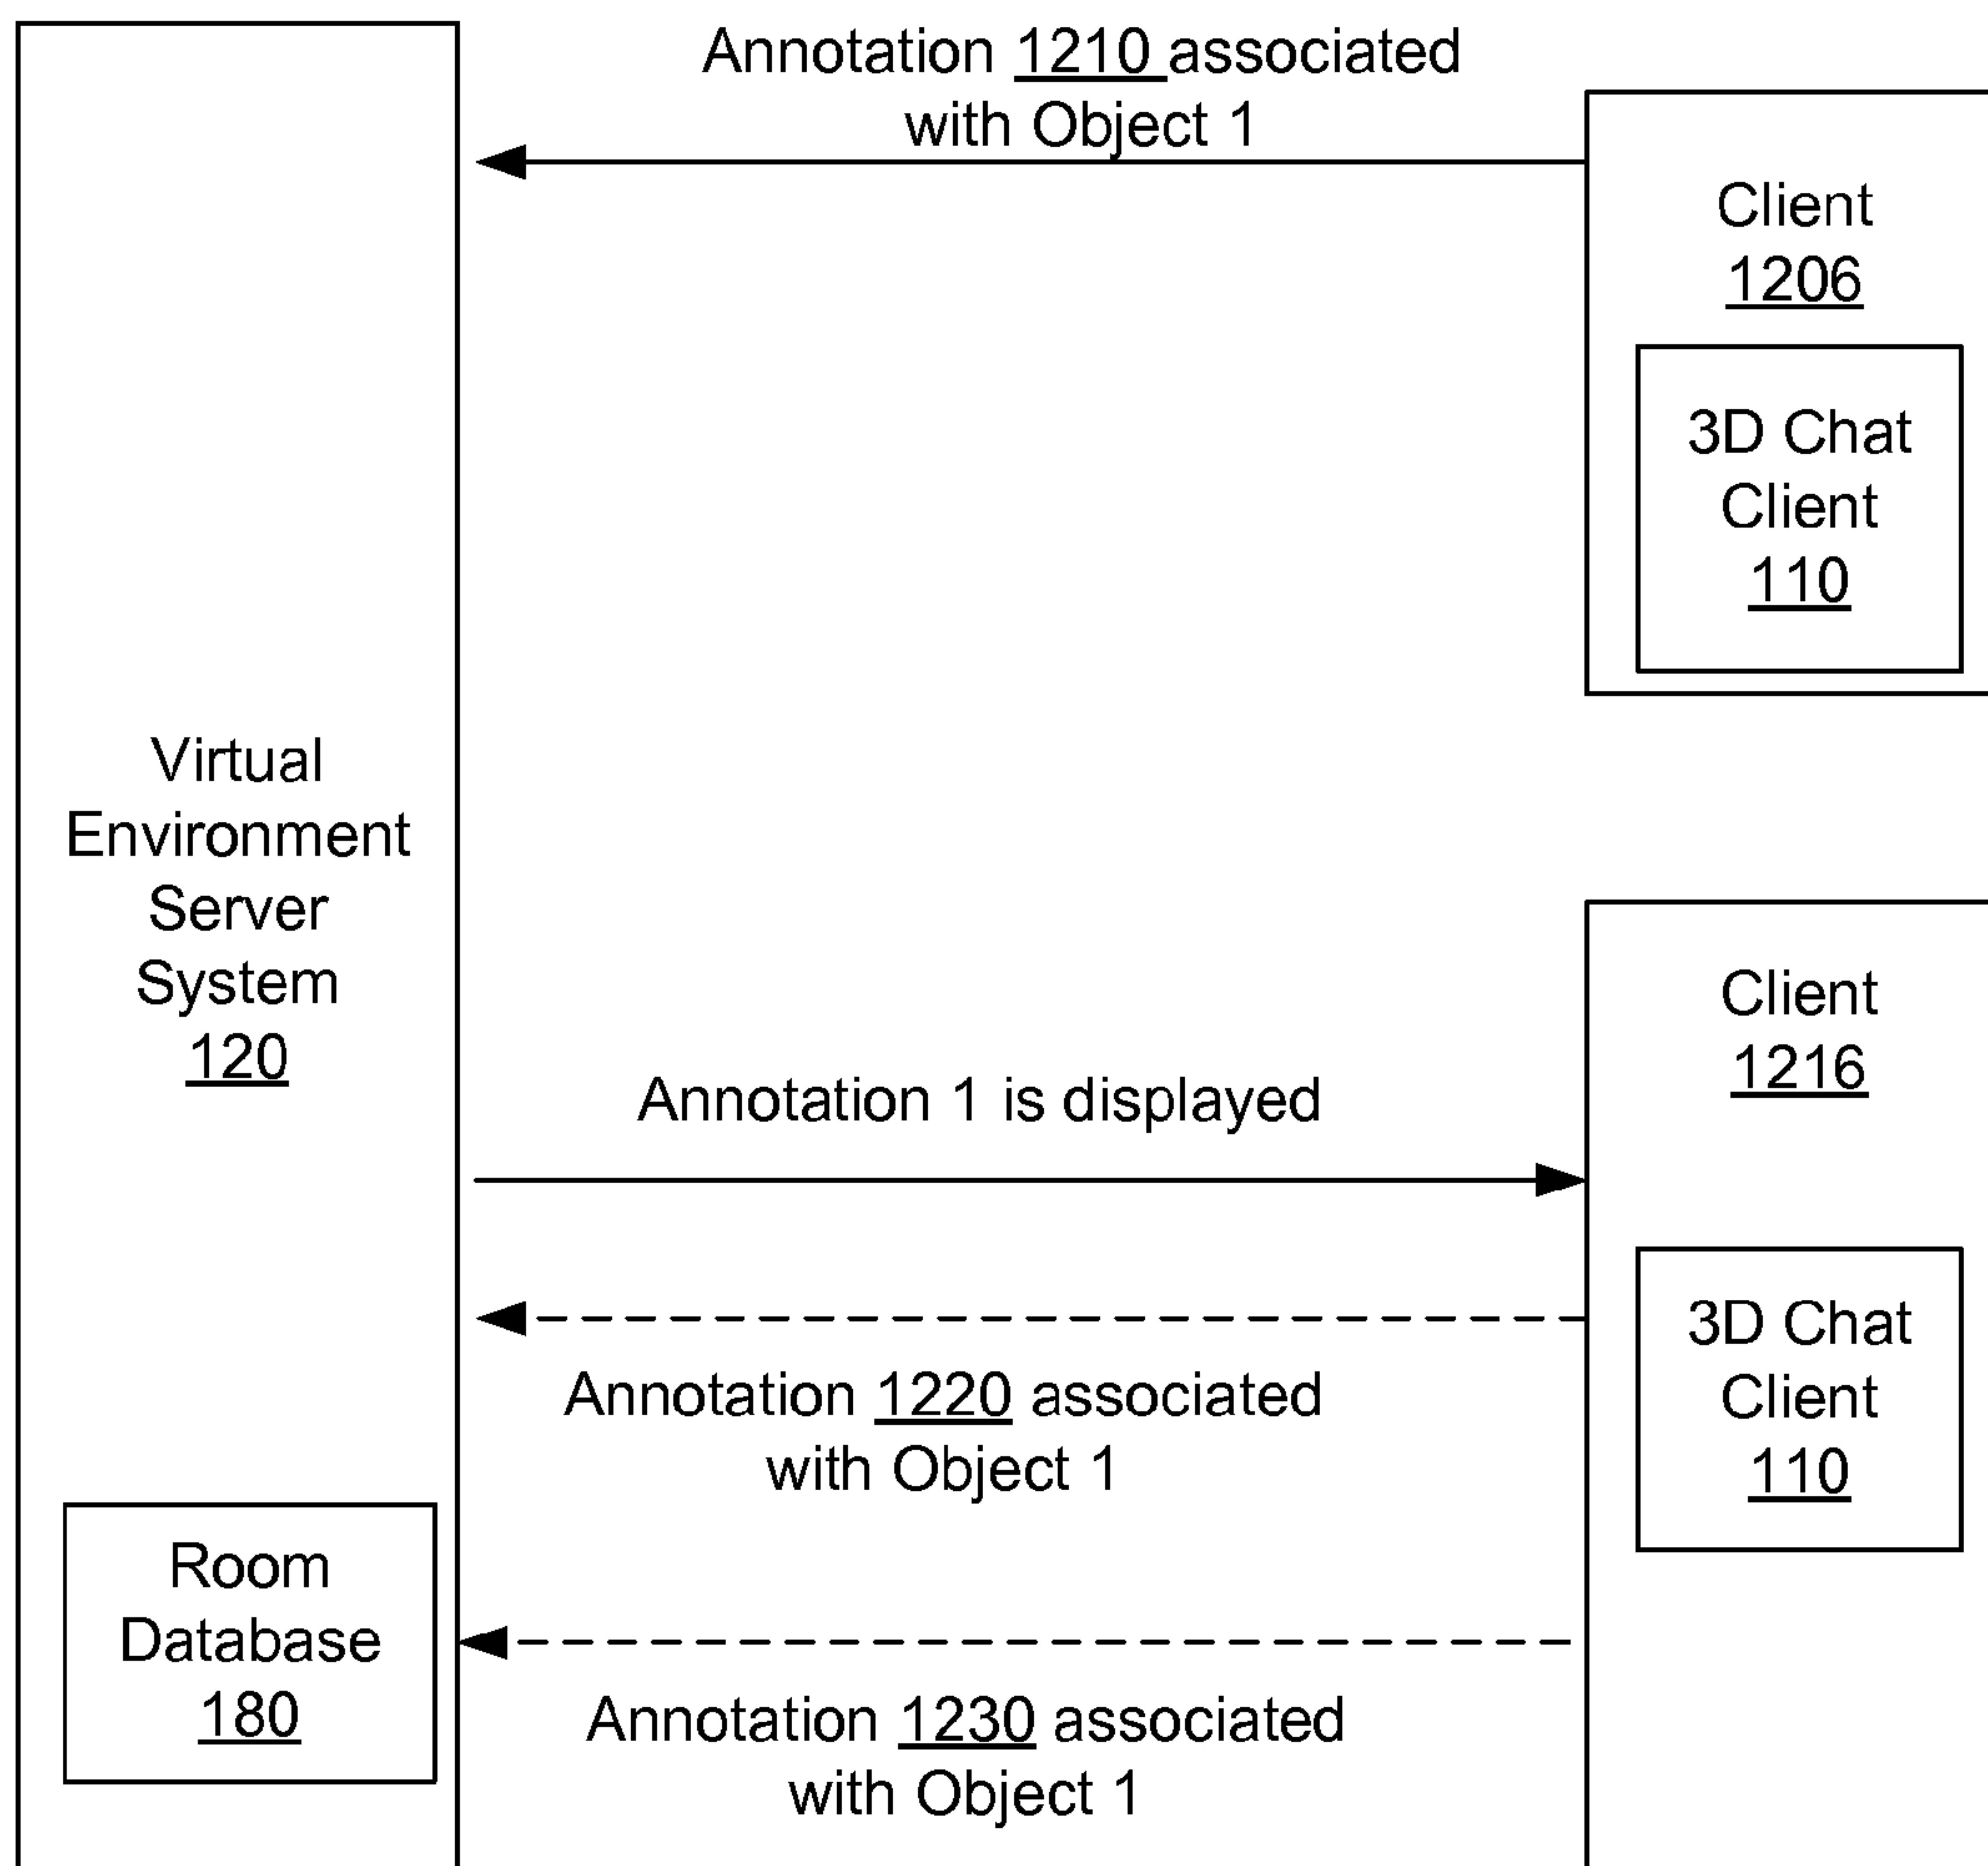 Annotation 1210 associated
with Object 1
Client
1206
3D Chat
Client
110
Virtual
Environment
Server
System
120
Client
1216
Annotation 1 is displayed
3D Chat
Client
110
Annotation 1220 associated
with Object 1
Room
Database
180
Annotation 1230 associated
with Object 1